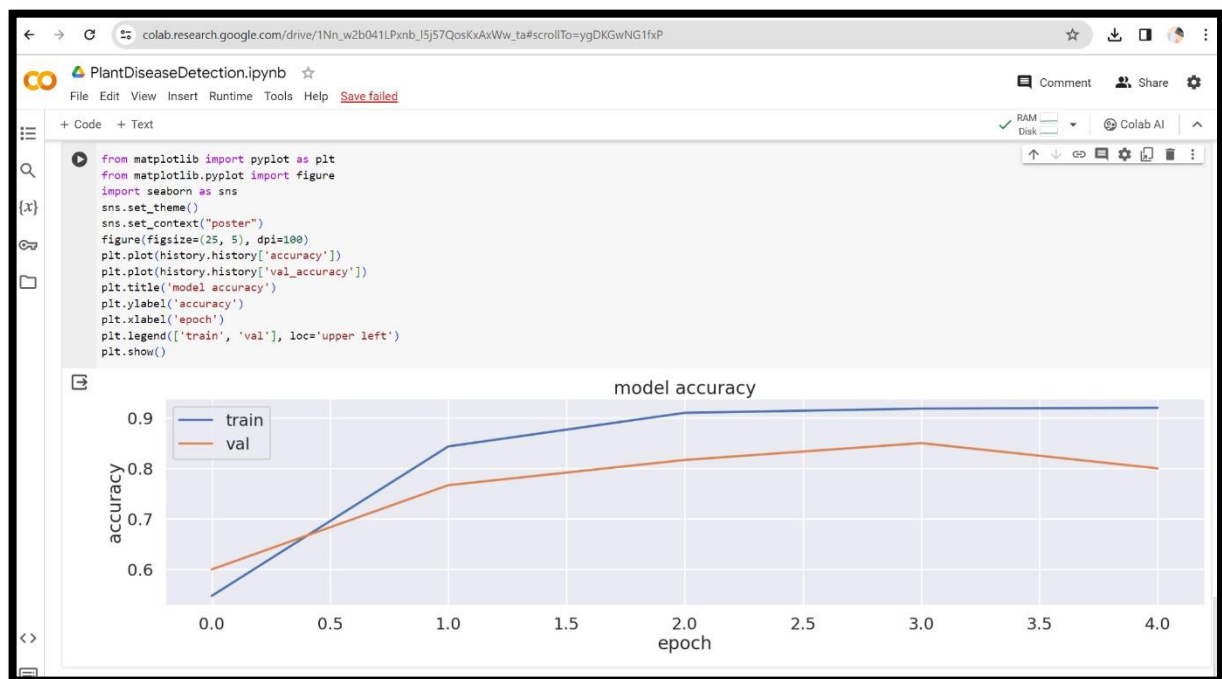 colab.research.google.com/drive/1Nn_w2b041LPxnb_I5j57QosKxAxWw_ta#scrollTo=ygDKGwNG1fxP
PlantDiseaseDetection.ipynb
Comment Share
File Edit View Insert Runtime Tools Help Save failed
+ Code + Text
RAM
Disk
Colab AI
{x}
from matplotlib import pyplot as plt
from matplotlib.pyplot import figure
import seaborn as sns
sns.set_theme()
sns.set_context("poster")
figure(figsize=(25, 5), dpi=100)
plt.plot(history.history['accuracy'])
plt.plot(history.history['val_accuracy'])
plt.title('model accuracy')
plt.ylabel('accuracy')
plt.xlabel('epoch')
plt.legend(['train', 'val'], loc='upper left')
plt.show()
model accuracy
train
val
accuracy
0.9
0.8
0.7
0.6
0.0 0.5 1.0 1.5 2.0 2.5 3.0 3.5 4.0
epoch
<>